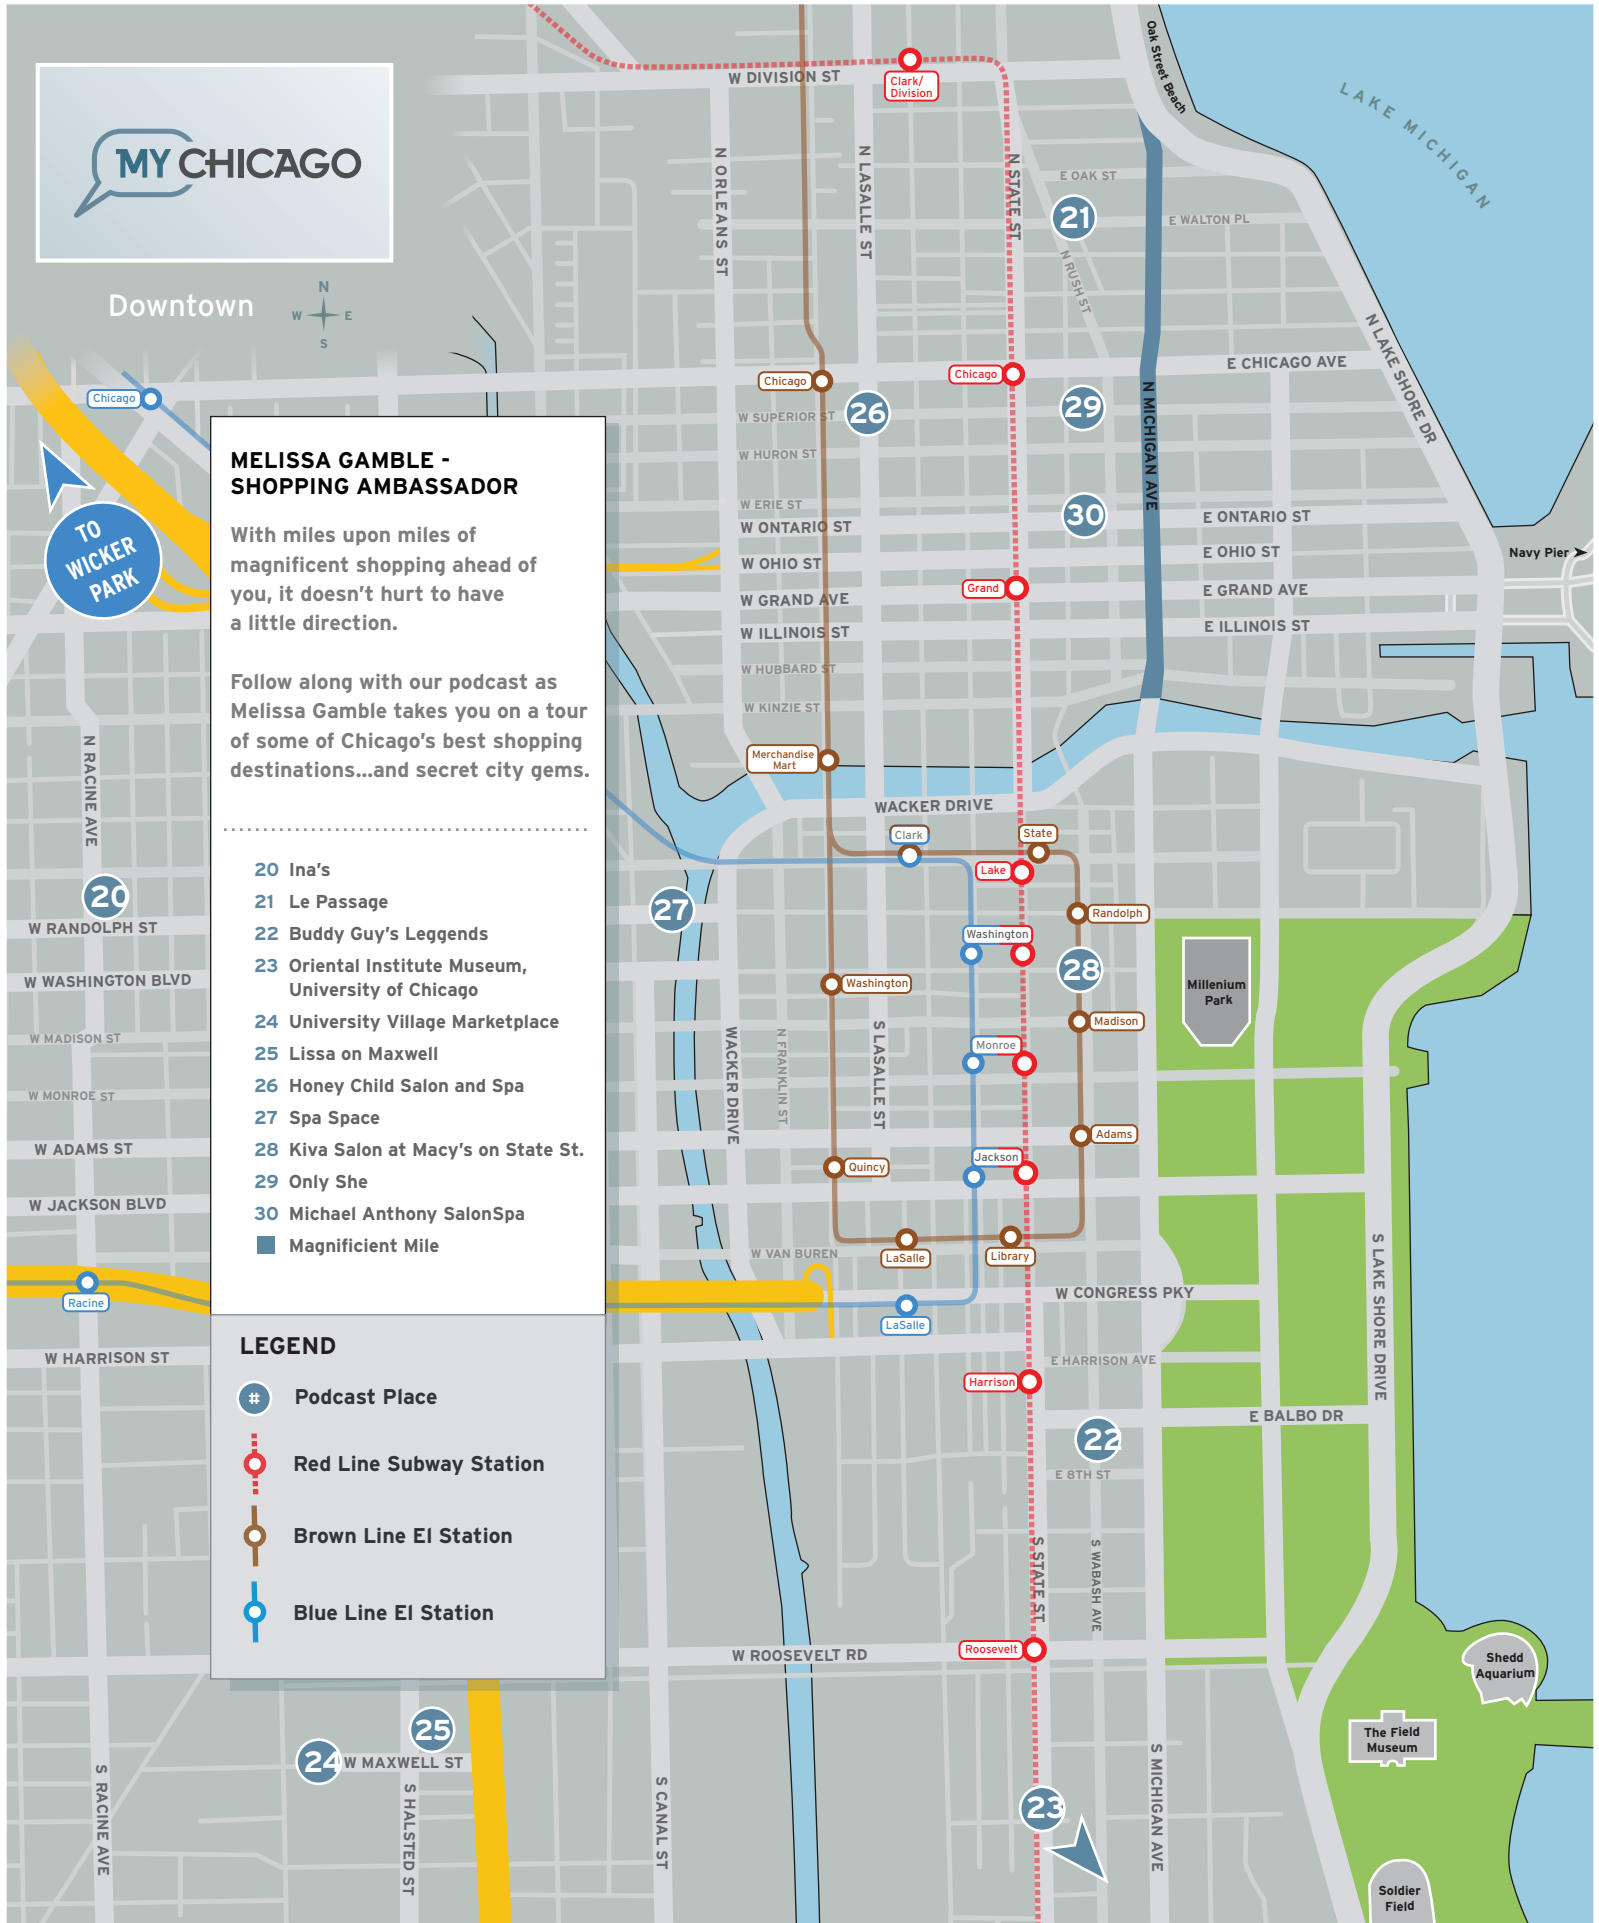 MY CHICAGO
Downtown
N
W E
S
LAKE MICHIGAN
Oak Street Beach
W DIVISION ST
Clark/
Division
N ORLEANS ST
N LASALLE ST
N STATE ST
E OAK ST
21
E WALTON PL
N RUSH ST
N LAKE SHORE DR
E CHICAGO AVE
Chicago
Chicago
Chicago
26
29
N MICHIGAN AVE
W SUPERIOR ST
W HURON ST
W ERIE ST
W ONTARIO ST
30
E ONTARIO ST
W OHIO ST
E OHIO ST
Navy Pier
Grand
W GRAND AVE
E GRAND AVE
W ILLINOIS ST
E ILLINOIS ST
W HUBBARD ST
W KINZIE ST
TO
WICKER
PARK
MELISSA GAMBLE -
SHOPPING AMBASSADOR
With miles upon miles of
magnificent shopping ahead of
you, it doesn't hurt to have
a little direction.
Follow along with our podcast as
Melissa Gamble takes you on a tour
of some of Chicago's best shopping
destinations...and secret city gems.
20 Ina's
21 Le Passage
22 Buddy Guy's Leggends
23 Oriental Institute Museum,
University of Chicago
24 University Village Marketplace
25 Lissa on Maxwell
26 Honey Child Salon and Spa
27 Spa Space
28 Kiva Salon at Macy's on State St.
29 Only She
30 Michael Anthony SalonSpa
Magnificient Mile
LEGEND
# Podcast Place
Red Line Subway Station
Brown Line El Station
Blue Line El Station
N RACINE AVE
20
W RANDOLPH ST
W WASHINGTON BLVD
W MADISON ST
W MONROE ST
W ADAMS ST
W JACKSON BLVD
Racine
W HARRISON ST
Merchandise
Mart
WACKER DRIVE
Clark
State
Lake
27
Randolph
Washington
28
Washington
Millenium
Park
Madison
Monroe
WACKER DRIVE
N FRANKLIN ST
S LASALLE ST
Adams
Jackson
Quincy
W VAN BUREN
LaSalle
Library
W CONGRESS PKY
LaSalle
S LAKE SHORE DRIVE
E HARRISON AVE
Harrison
E BALBO DR
22
E 8TH ST
S STATE ST
S WABASH AVE
W ROOSEVELT RD
Roosevelt
Shedd
Aquarium
The Field
Museum
25
24
W MAXWELL ST
S RACINE AVE
S HALSTED ST
S CANAL ST
23
S MICHIGAN AVE
Soldier
Field